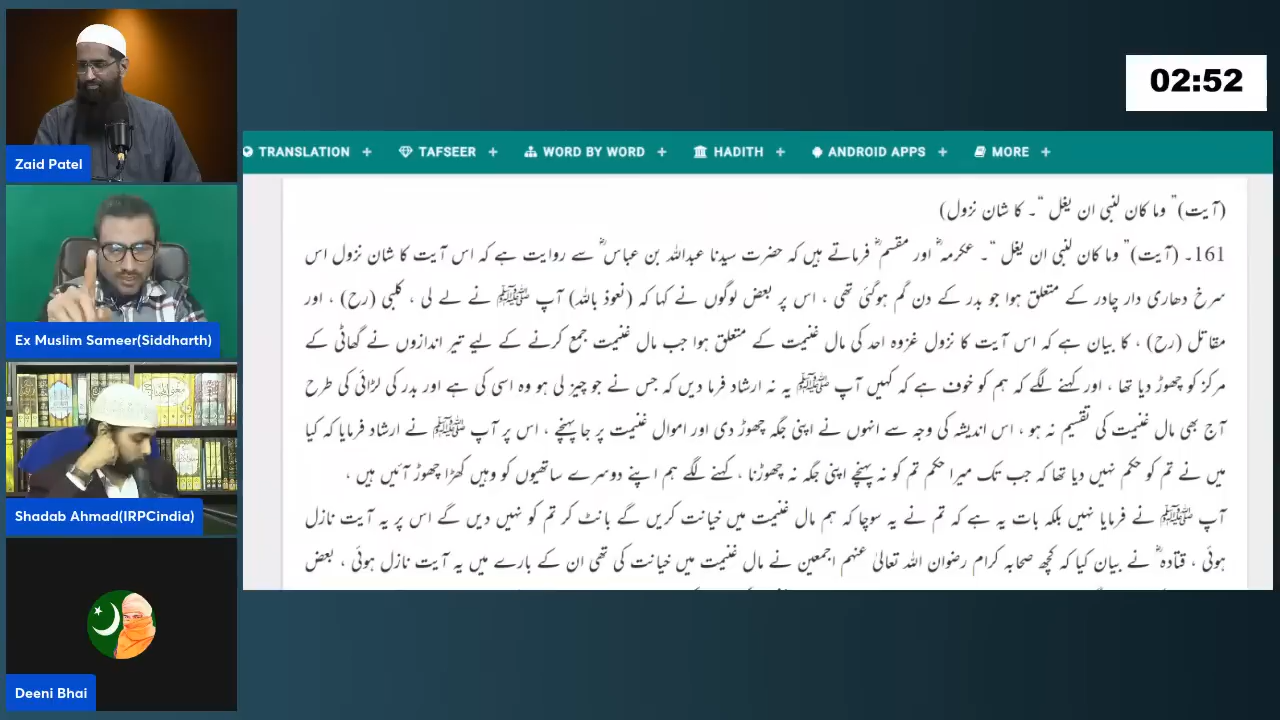 Zaid Patel
Ex Muslim Sameer(Siddharth)
Shadab Ahmad(IRPCindia)
Deeni Bhai
02:52
TRANSLATION + TAFSEER + WORD BY WORD + HADITH + ANDROID APPS + MORE +
(آیت)” وما کان لنبی ان یغل “۔ کا شان نزول)
161۔ (آیت)” وما کان لنبی ان یغل “۔ عکرمہ ؓ اور مقسم ؓ فرماتے ہیں کہ حضرت سیدنا عبداللہ بن عباس ؓ سے روایت ہے کہ اس آیت کا شان نزول اس
سرخ دھاری دار چادر کے متعلق ہوا جو بدر کے دن گم ہوگئی تھی ، اس پر بعض لوگوں نے کہا کہ (نعوذ باللہ) آپ ﷺ نے لے لی ، کلبی (رح) ، اور
مقاتل (رح) ، کا بیان ہے کہ اس آیت کا نزول غزوہ احد کی مال غنیمت کے متعلق ہوا جب مال غنیمت جمع کرنے کے لیے تیر اندازوں نے گھاٹی کے
مرکز کو چھوڑ دیا تھا ، اور کہنے لگے کہ ہم کو خوف ہے کہ کہیں آپ ﷺ یہ نہ ارشاد فرما دیں کہ جس نے جو چیز لی ہو وہ اسی کی ہے اور بدر کی لڑائی کی طرح
آج بھی مال غنیمت کی تقسیم نہ ہو ، اس اندیشہ کی وجہ سے انہوں نے اپنی جگہ چھوڑ دی اور اموال غنیمت پر جاپہنچے ، اس پر آپ ﷺ نے ارشاد فرمایا کہ کیا
میں نے تم کو حکم نہیں دیا تھا کہ جب تک میرا حکم تم کو نہ پہنچے اپنی جگہ نہ چھوڑنا ، کہنے لگے ہم اپنے دوسرے ساتھیوں کو وہیں کھڑا چھوڑ آئیں ہیں ،
آپ ﷺ نے فرمایا نہیں بلکہ بات یہ ہے کہ تم نے یہ سوچا کہ ہم مال غنیمت میں خیانت کریں گے بانٹ کر تم کو نہیں دیں گے اس پر یہ آیت نازل
ہوئی ، قتادہ ؓ نے بیان کیا کہ کچھ صحابہ کرام رضوان اللہ تعالیٰ عنہم اجمعین نے مال غنیمت میں خیانت کی تھی ان کے بارے میں یہ آیت نازل ہوئی ، بعض